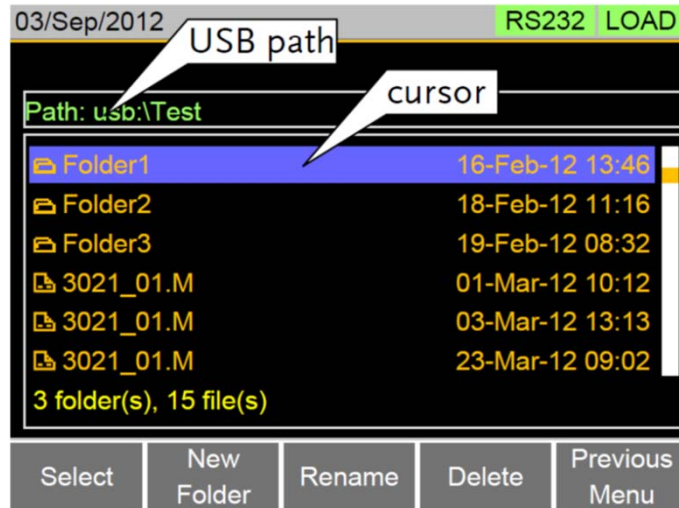 03/Sep/2012 RS232 LOAD
USB path
cursor
Path: usb:\Test
Folder1 16-Feb-12 13:46
Folder2 18-Feb-12 11:16
Folder3 19-Feb-12 08:32
3021_01.M 01-Mar-12 10:12
3021_01.M 03-Mar-12 13:13
3021_01.M 23-Mar-12 09:02
3 folder(s), 15 file(s)
Select
New
Folder
Rename
Delete
Previous
Menu